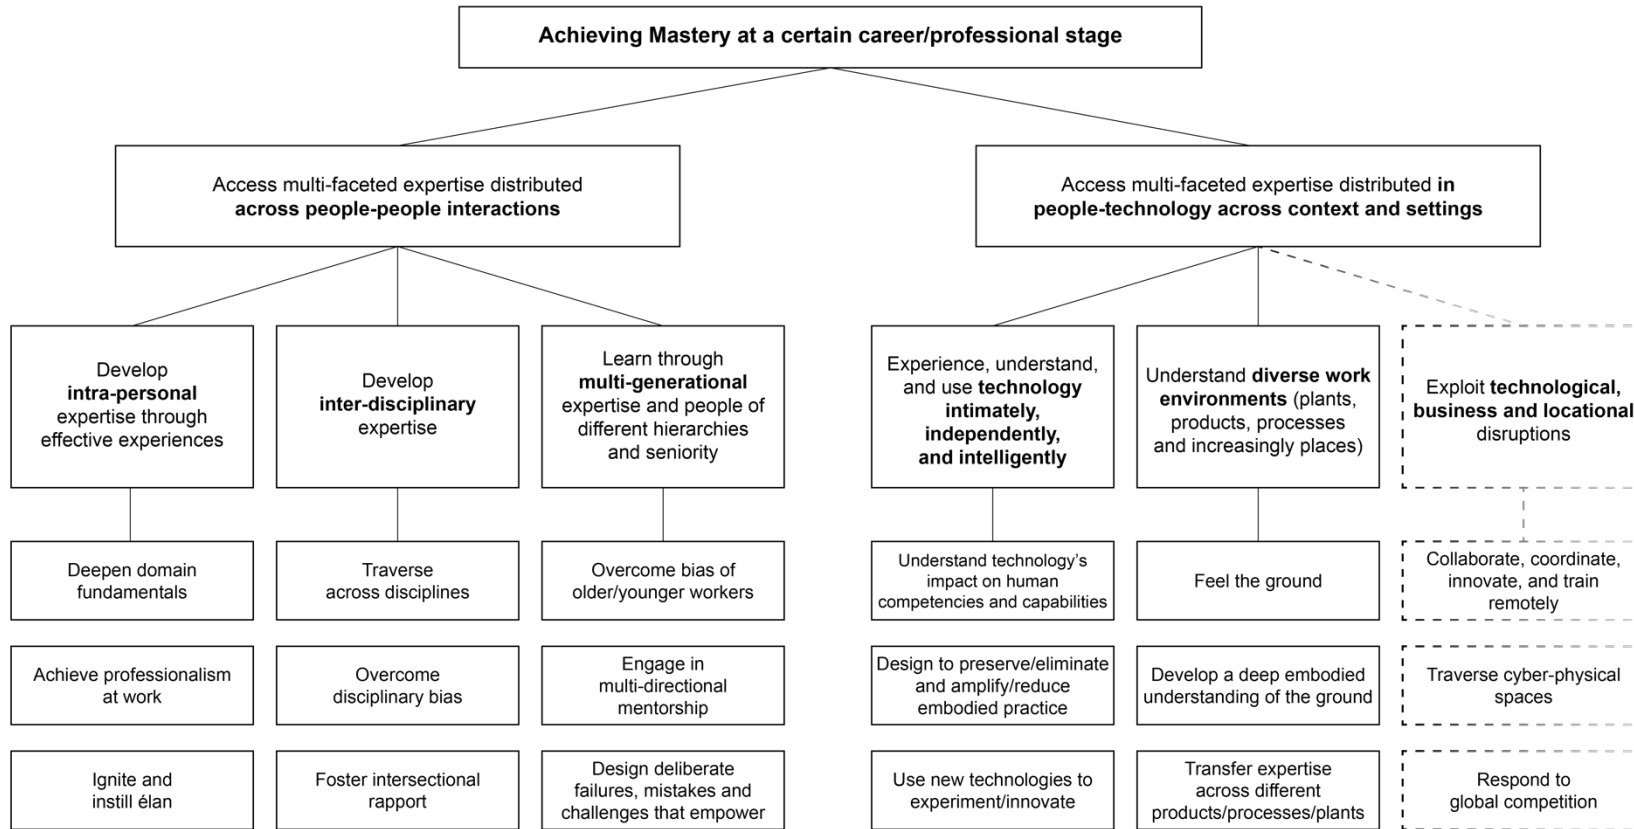 Achieving Mastery at a certain career/professional stage
Access multi-faceted expertise distributed
across people-people interactions
Access multi-faceted expertise distributed in
people-technology across context and settings
Develop
intra-personal
expertise through
effective experiences
Develop
inter-disciplinary
expertise
Learn through
multi-generational
expertise and people of
different hierarchies
and seniority
Experience, understand,
and use technology
intimately,
independently,
and intelligently
Understand diverse work
environments (plants,
products, processes
and increasingly places)
Exploit technological,
business and locational
disruptions
Deepen domain
fundamentals
Traverse
across disciplines
Overcome bias of
older/younger workers
Understand technology’s
impact on human
competencies and capabilities
Feel the ground
Collaborate, coordinate,
innovate, and train
remotely
Achieve professionalism
at work
Overcome
disciplinary bias
Engage in
multi-directional
mentorship
Design to preserve/eliminate
and amplify/reduce
embodied practice
Develop a deep embodied
understanding of the ground
Traverse cyber-physical
spaces
Ignite and
instill élan
Foster intersectional
rapport
Design deliberate
failures, mistakes and
challenges that empower
Use new technologies to
experiment/innovate
Transfer expertise
across different
products/processes/plants
Respond to
global competition